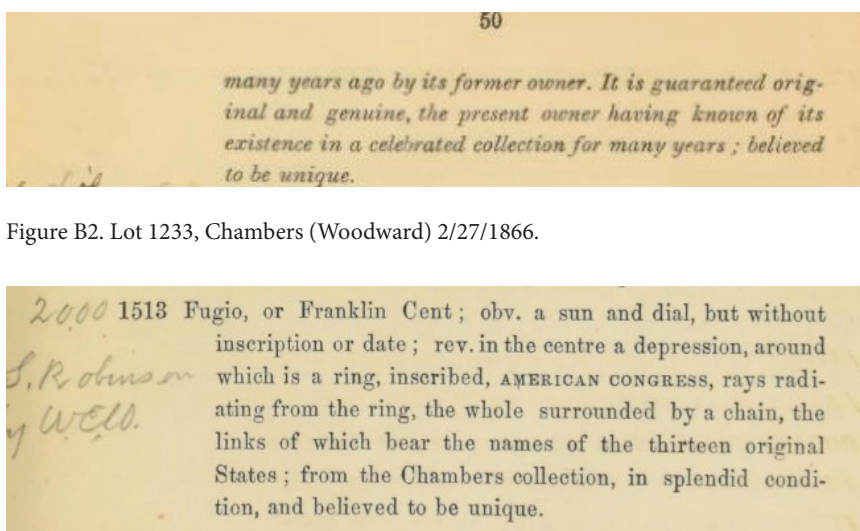 50
many years ago by its former owner. It is guaranteed orig-
inal and genuine, the present owner having known of its
existence in a celebrated collection for many years ; believed
to be unique.
Figure B2. Lot 1233, Chambers (Woodward) 2/27/1866.
2000 1513 Fugio, or Franklin Cent ; obv. a sun and dial, but without
inscription or date ; rev. in the centre a depression, around
S. Robinson which is a ring, inscribed, AMERICAN CONGRESS, rays radi-
ating from the ring, the whole surrounded by a chain, the
links of which bear the names of the thirteen original
States ; from the Chambers collection, in splendid condi-
tion, and believed to be unique.